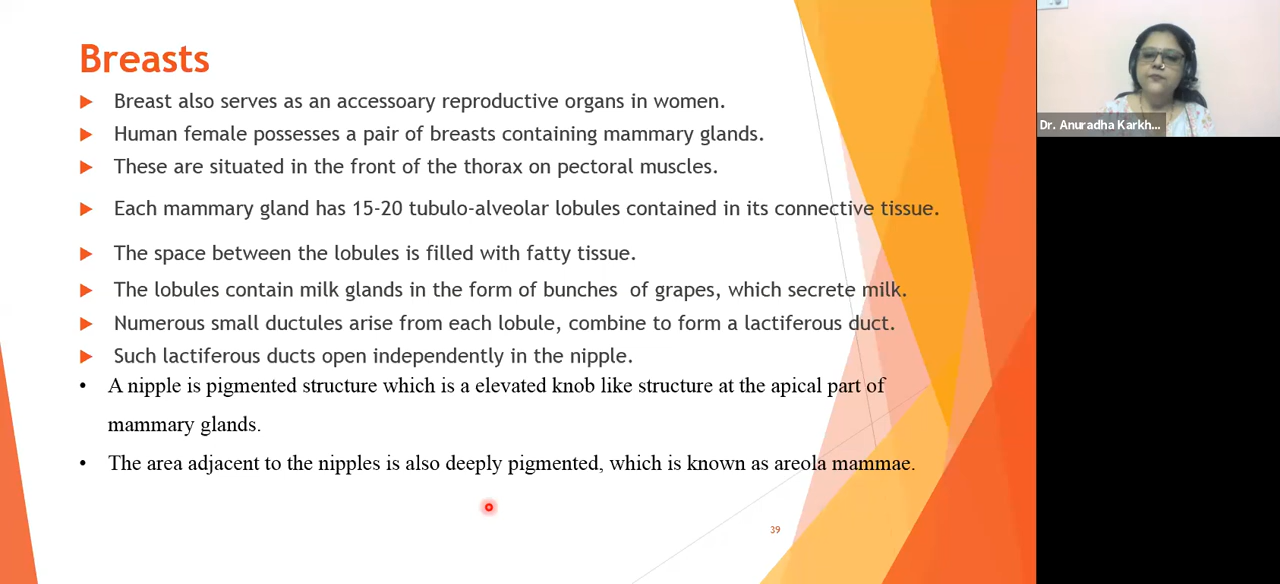 Breasts
Breast also serves as an accessoary reproductive organs in women.
Human female possesses a pair of breasts containing mammary glands.
These are situated in the front of the thorax on pectoral muscles.
Each mammary gland has 15-20 tubulo-alveolar lobules contained in its connective tissue.
The space between the lobules is filled with fatty tissue.
The lobules contain milk glands in the form of bunches of grapes, which secrete milk.
Numerous small ductules arise from each lobule, combine to form a lactiferous duct.
Such lactiferous ducts open independently in the nipple.
A nipple is pigmented structure which is a elevated knob like structure at the apical part of
mammary glands.
The area adjacent to the nipples is also deeply pigmented, which is known as areola mammae.
39
Dr. Anuradha Karkh...